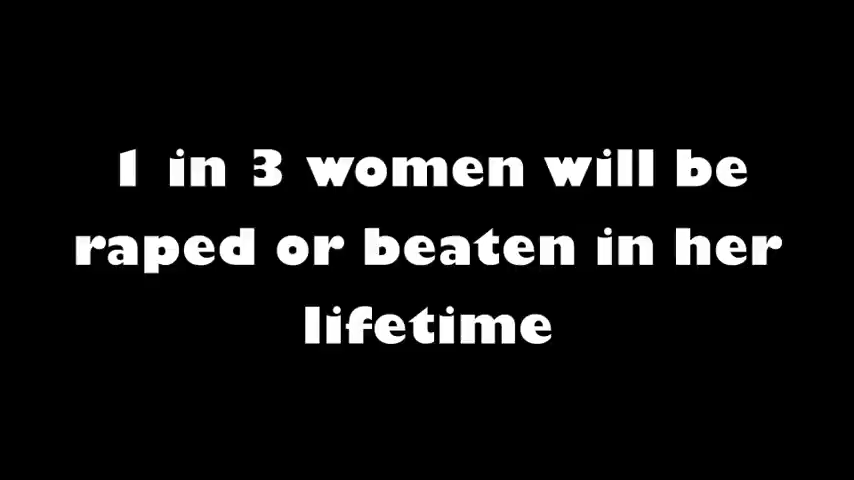 1 in 3 women will be
raped or beaten in her
lifetime